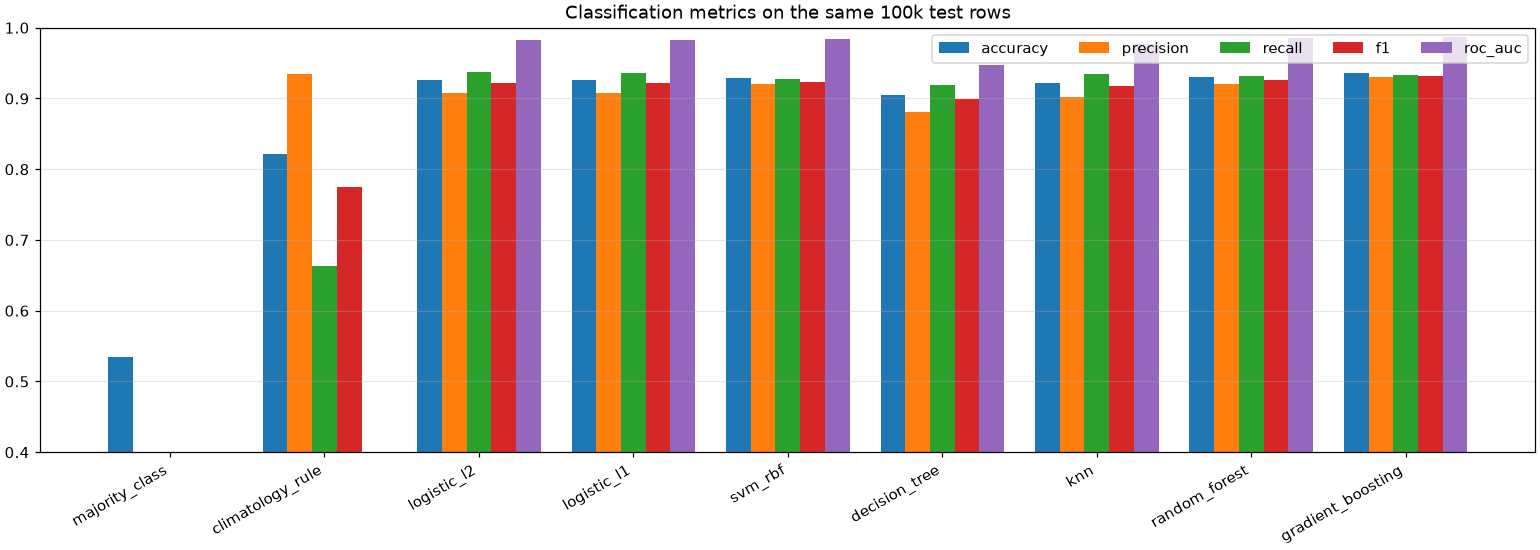 Classification metrics on the same 100k test rows
accuracy precision recall f1 roc_auc
1.0
0.9
0.8
0.7
0.6
0.5
0.4
majority_class
climatology_rule
logistic_l2
logistic_l1
svm_rbf
decision_tree
knn
random_forest
gradient_boosting